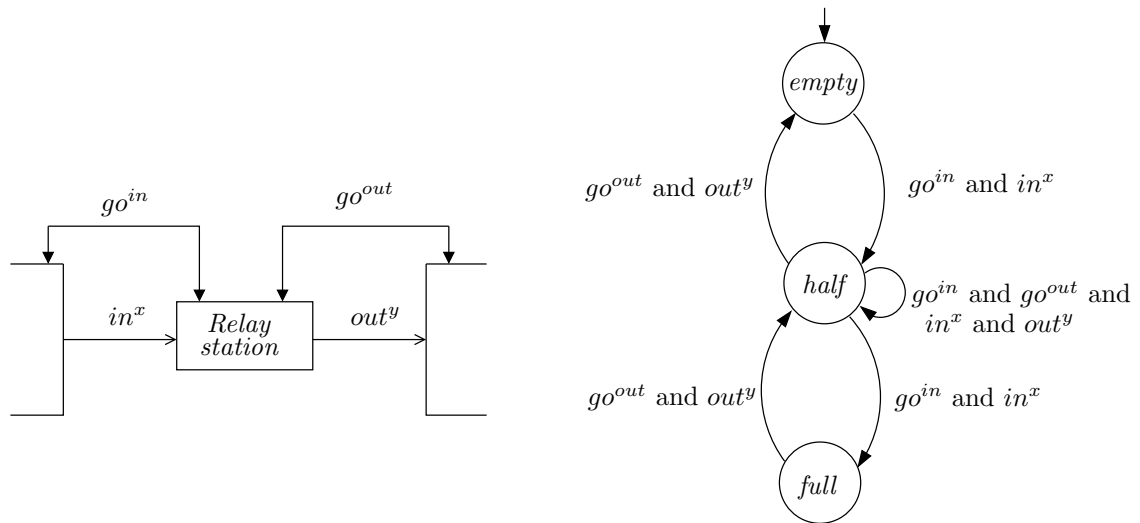 go^in
go^out
in^x
Relay
station
out^y
empty
go^out and out^y
go^in and in^x
half
go^in and go^out and
in^x and out^y
go^out and out^y
go^in and in^x
full